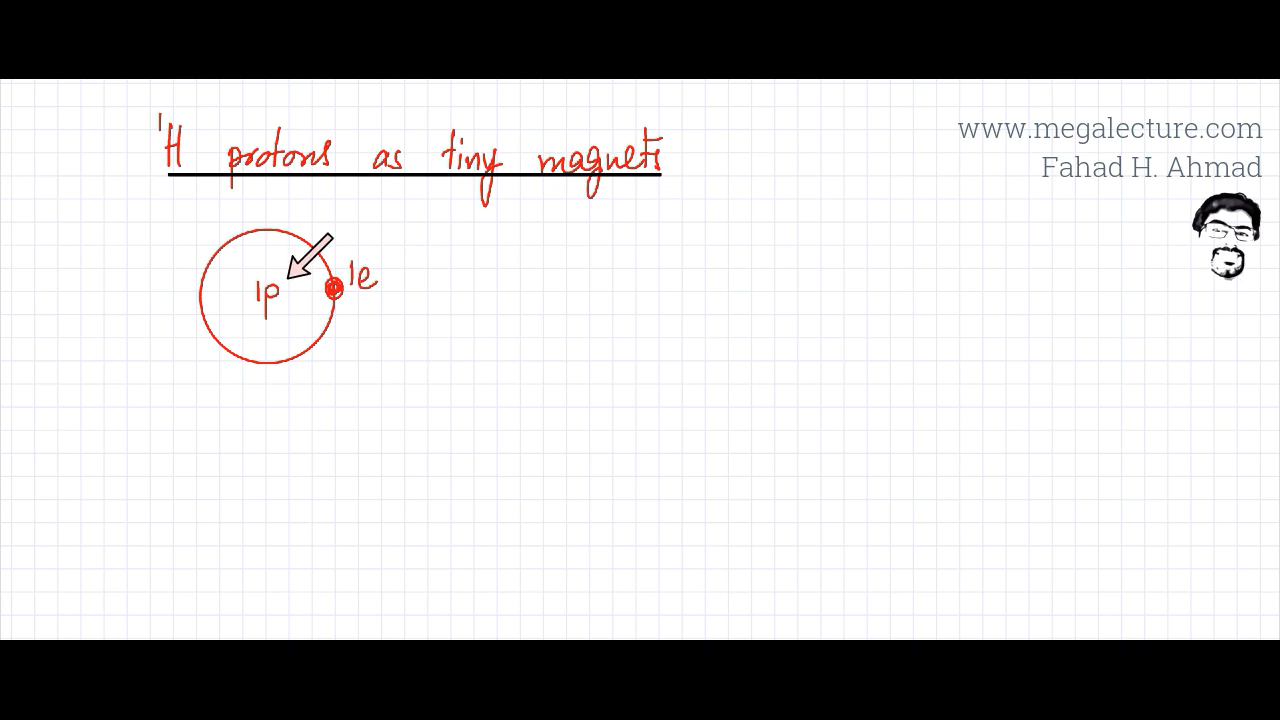 ¹H protons as tiny magnets
www.megalecture.com
Fahad H. Ahmad
1e
1p